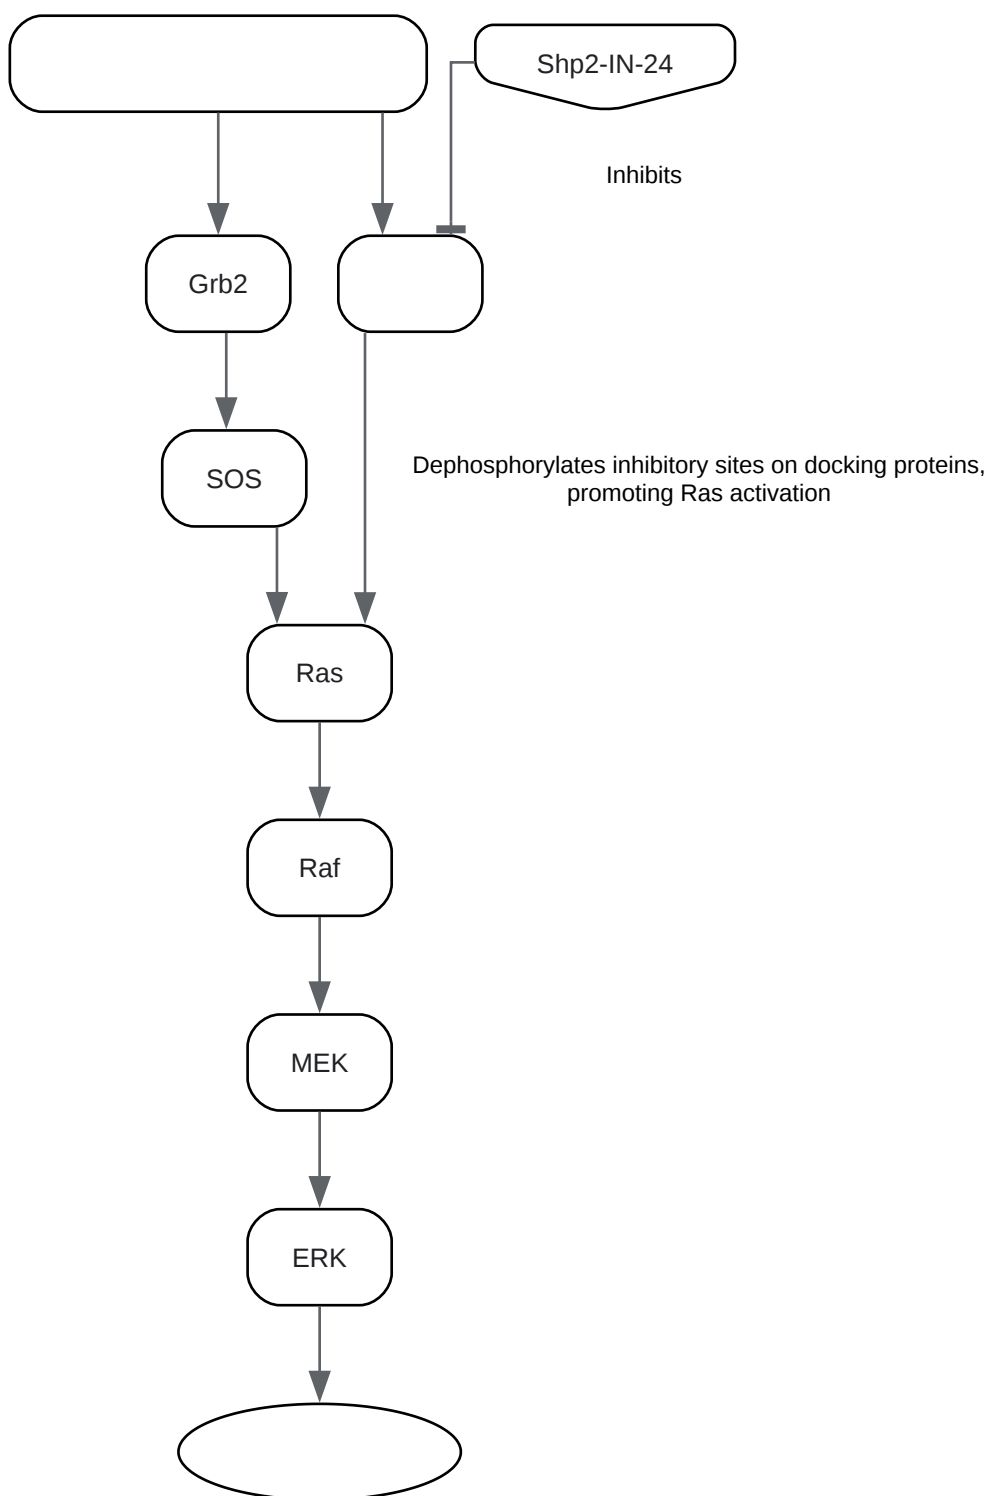 Shp2-IN-24
Inhibits
Grb2
SOS
Dephosphorylates inhibitory sites on docking proteins,
promoting Ras activation
Ras
Raf
MEK
ERK